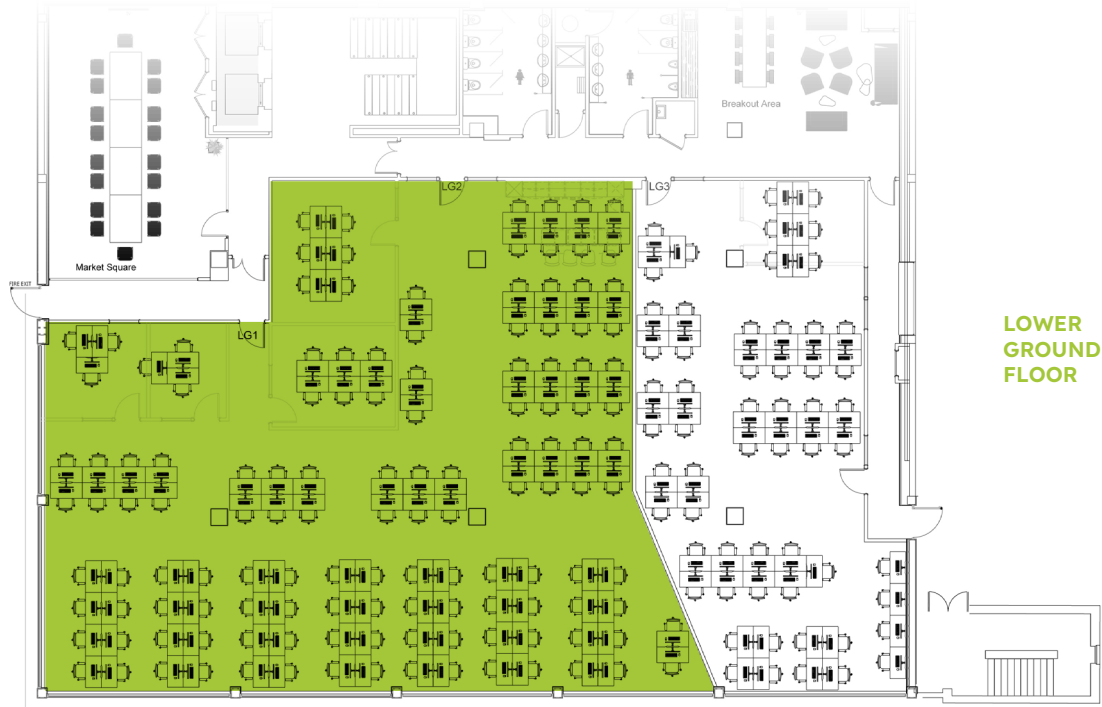 Breakout Area
LG2
LG3
Market Square
FIRE EXIT
LG1
LOWER
GROUND
FLOOR